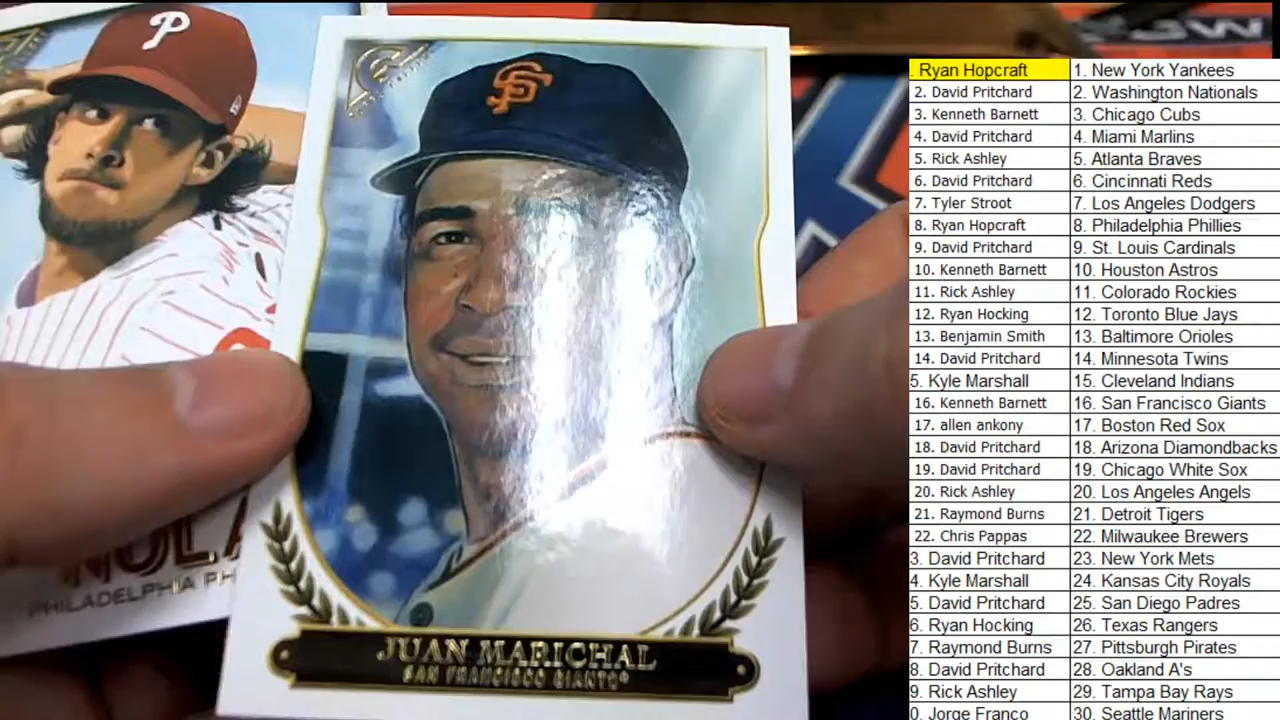 P
SF
JUAN MARICHAL
SAN FRANCISCO GIANTS
NOLA
PHILADELPHIA PH
. Ryan Hopcraft 1. New York Yankees
2. David Pritchard 2. Washington Nationals
3. Kenneth Barnett 3. Chicago Cubs
4. David Pritchard 4. Miami Marlins
5. Rick Ashley 5. Atlanta Braves
6. David Pritchard 6. Cincinnati Reds
7. Tyler Stroot 7. Los Angeles Dodgers
8. Ryan Hopcraft 8. Philadelphia Phillies
9. David Pritchard 9. St. Louis Cardinals
10. Kenneth Barnett 10. Houston Astros
11. Rick Ashley 11. Colorado Rockies
12. Ryan Hocking 12. Toronto Blue Jays
13. Benjamin Smith 13. Baltimore Orioles
14. David Pritchard 14. Minnesota Twins
5. Kyle Marshall 15. Cleveland Indians
16. Kenneth Barnett 16. San Francisco Giants
17. allen ankony 17. Boston Red Sox
18. David Pritchard 18. Arizona Diamondbacks
19. David Pritchard 19. Chicago White Sox
20. Rick Ashley 20. Los Angeles Angels
21. Raymond Burns 21. Detroit Tigers
22. Chris Pappas 22. Milwaukee Brewers
3. David Pritchard 23. New York Mets
4. Kyle Marshall 24. Kansas City Royals
5. David Pritchard 25. San Diego Padres
6. Ryan Hocking 26. Texas Rangers
7. Raymond Burns 27. Pittsburgh Pirates
8. David Pritchard 28. Oakland A's
9. Rick Ashley 29. Tampa Bay Rays
0. Jorge Franco 30. Seattle Mariners